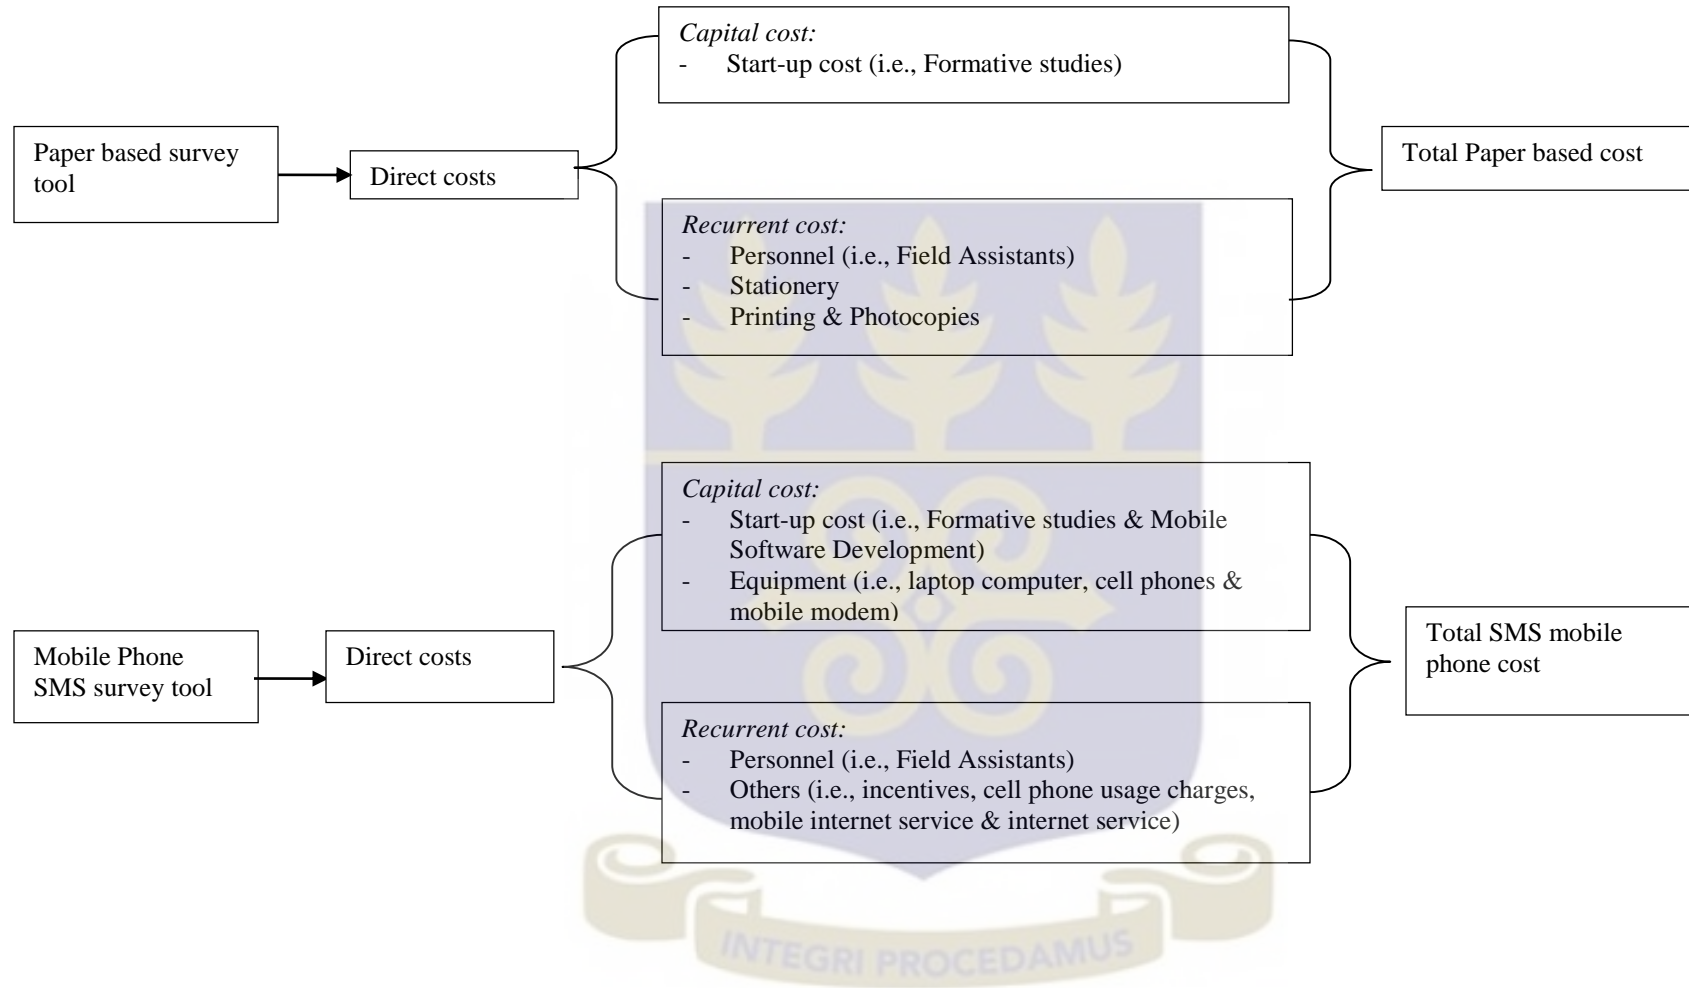 Capital cost:
- Start-up cost (i.e., Formative studies)
Paper based survey
tool
Direct costs
Total Paper based cost
Recurrent cost:
- Personnel (i.e., Field Assistants)
- Stationery
- Printing & Photocopies
Capital cost:
- Start-up cost (i.e., Formative studies & Mobile
Software Development)
- Equipment (i.e., laptop computer, cell phones &
mobile modem)
Mobile Phone
SMS survey tool
Direct costs
Total SMS mobile
phone cost
Recurrent cost:
- Personnel (i.e., Field Assistants)
- Others (i.e., incentives, cell phone usage charges,
mobile internet service & internet service)
INTEGRI PROCEDAMUS